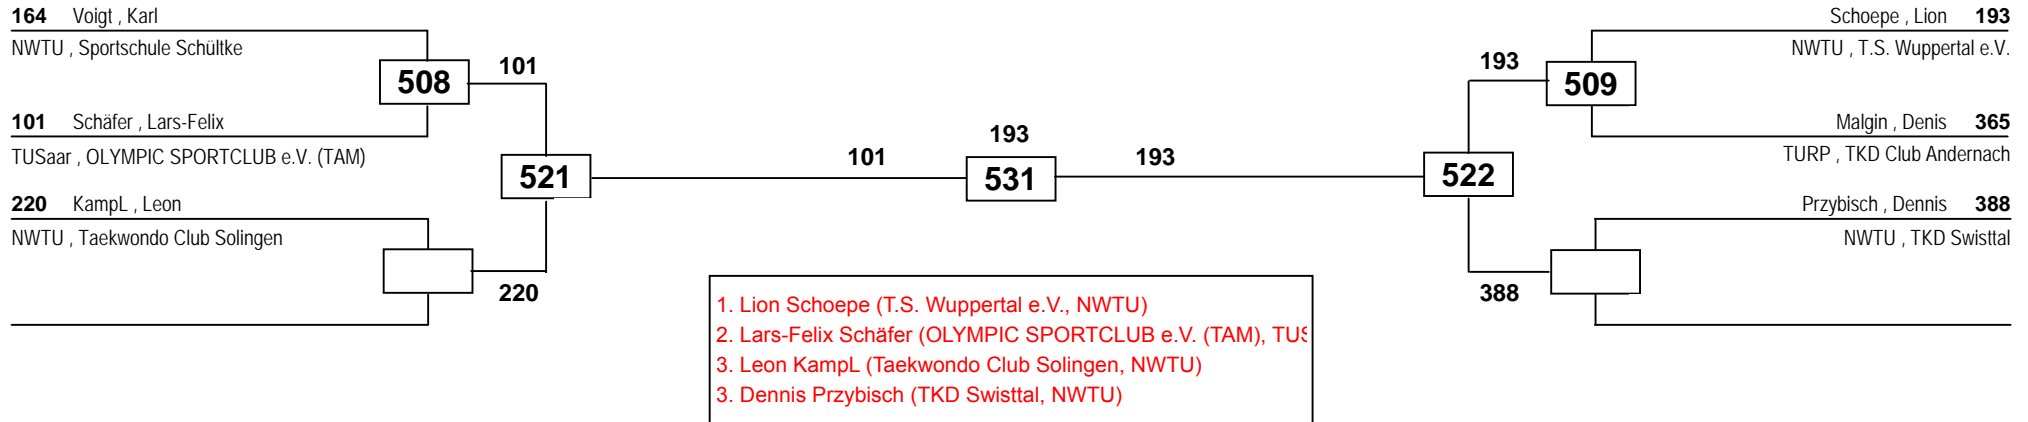 164 Voigt , Karl
NWTU , Sportschule Schültke
508
101
101 Schäfer , Lars-Felix
TUSaar , OLYMPIC SPORTCLUB e.V. (TAM)
521
220 KampL , Leon
NWTU , Taekwondo Club Solingen
220
101
193
531
193
Schoepe , Lion 193
NWTU , T.S. Wuppertal e.V.
193
509
Malgin , Denis 365
TURP , TKD Club Andernach
522
Przybisch , Dennis 388
NWTU , TKD Swisttal
388
1. Lion Schoepe (T.S. Wuppertal e.V., NWTU)
2. Lars-Felix Schäfer (OLYMPIC SPORTCLUB e.V. (TAM), TUS
3. Leon KampL (Taekwondo Club Solingen, NWTU)
3. Dennis Przybisch (TKD Swisttal, NWTU)